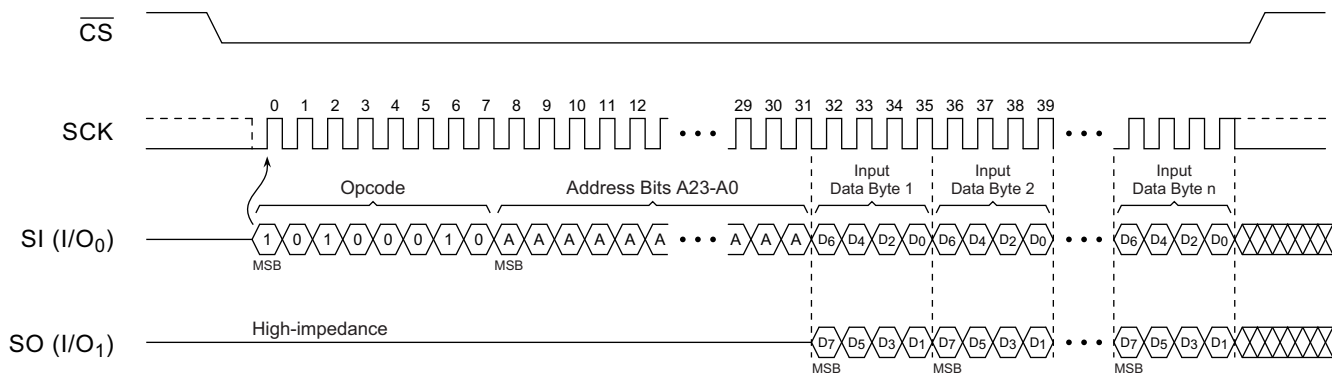 CS
0 1 2 3 4 5 6 7 8 9 10 11 12 29 30 31 32 33 34 35 36 37 38 39
SCK
Opcode
Address Bits A23-A0
Input
Data Byte 1
Input
Data Byte 2
Input
Data Byte n
SI (I/O0)
1 0 1 0 0 0 1 0 A A A A A A A A A D6 D4 D2 D0 D6 D4 D2 D0 D6 D4 D2 D0
MSB MSB
High-impedance
SO (I/O1)
D7 D5 D3 D1 D7 D5 D3 D1 D7 D5 D3 D1
MSB MSB MSB